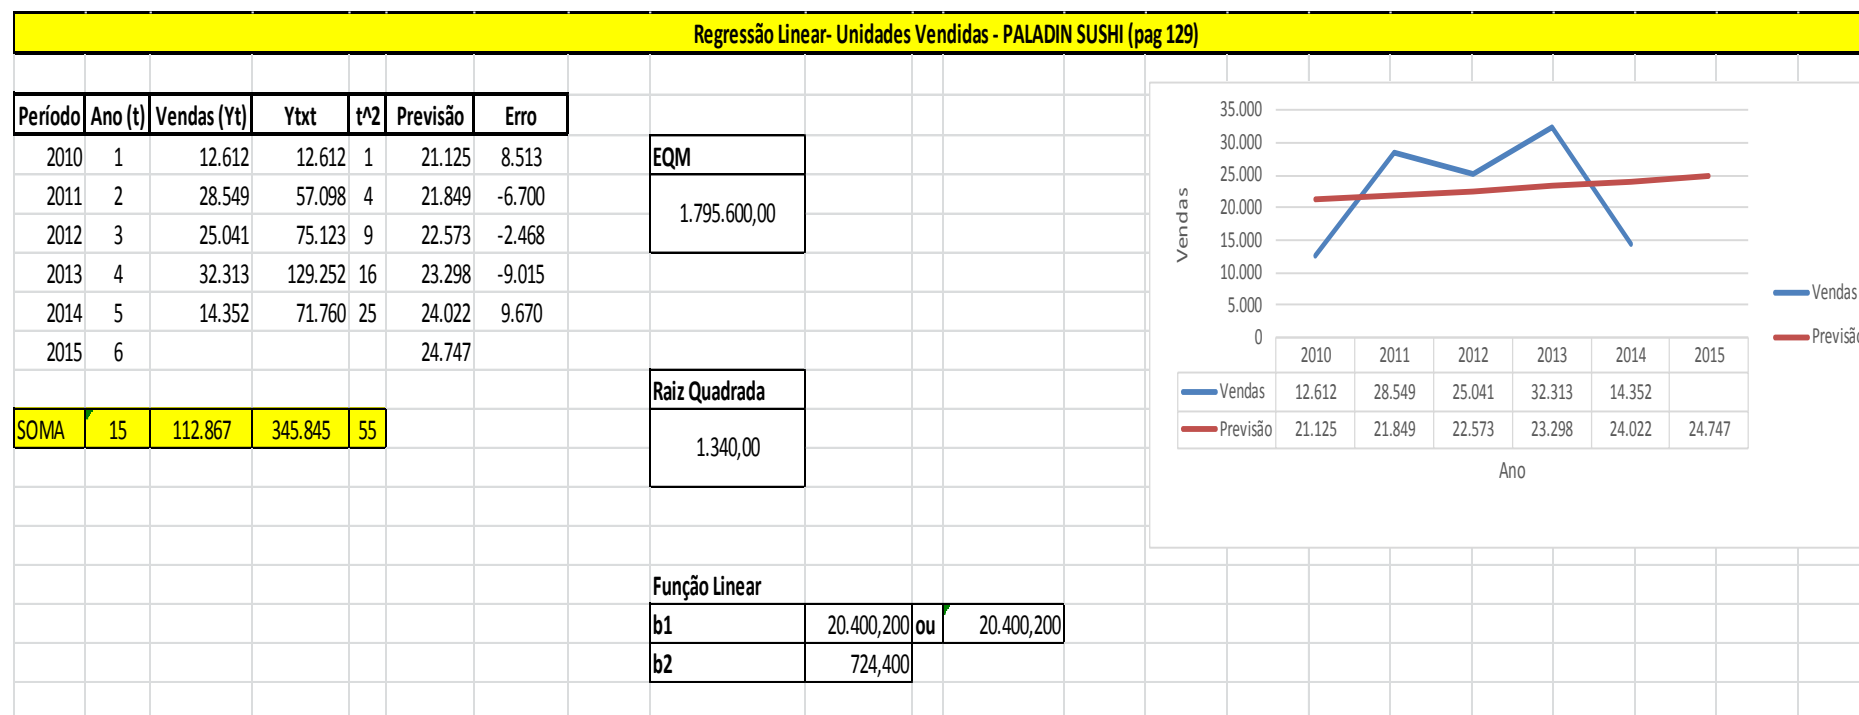 Regressão Linear- Unidades Vendidas - PALADIN SUSHI (pag 129)
Período Ano (t) Vendas (Yt) Ytxt t^2 Previsão Erro
2010 1 12.612 12.612 1 21.125 8.513
2011 2 28.549 57.098 4 21.849 -6.700
2012 3 25.041 75.123 9 22.573 -2.468
2013 4 32.313 129.252 16 23.298 -9.015
2014 5 14.352 71.760 25 24.022 9.670
2015 6 24.747
SOMA 15 112.867 345.845 55
EQM
1.795.600,00
Raiz Quadrada
1.340,00
Função Linear
b1 20.400,200 ou 20.400,200
b2 724,400
Vendas
35.000
30.000
25.000
20.000
15.000
10.000
5.000
0
2010 2011 2012 2013 2014 2015
Vendas 12.612 28.549 25.041 32.313 14.352
Previsão 21.125 21.849 22.573 23.298 24.022 24.747
Ano
Vendas
Previsão